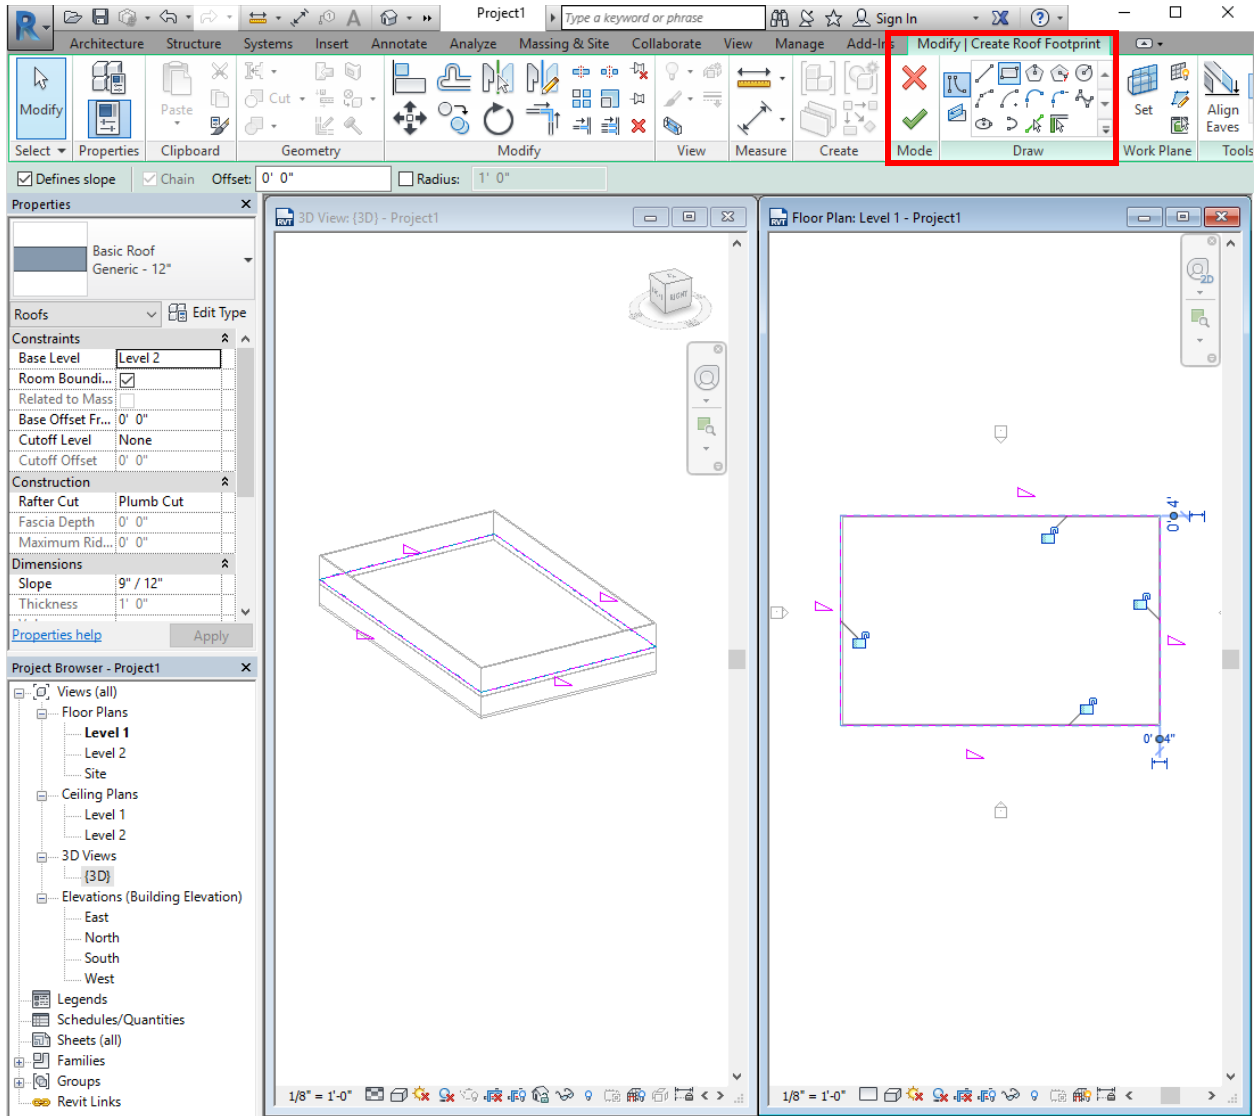 Project1
Type a keyword or phrase
Sign In
Architecture Structure Systems Insert Annotate Analyze Massing & Site Collaborate View Manage Add-Ins Modify | Create Roof Footprint
Modify
Paste
Cut
Set
Align
Eaves
Select Properties Clipboard Geometry Modify View Measure Create Mode Draw Work Plane Tools
Defines slope Chain Offset: 0' 0" Radius: 1' 0"
Properties
Basic Roof
Generic - 12"
Roofs Edit Type
Constraints
Base Level Level 2
Room Boundi...
Related to Mass
Base Offset Fr... 0' 0"
Cutoff Level None
Cutoff Offset 0' 0"
Construction
Rafter Cut Plumb Cut
Fascia Depth 0' 0"
Maximum Rid... 0' 0"
Dimensions
Slope 9" / 12"
Thickness 1' 0"
Properties help Apply
Project Browser - Project1
Views (all)
Floor Plans
Level 1
Level 2
Site
Ceiling Plans
Level 1
Level 2
3D Views
{3D}
Elevations (Building Elevation)
East
North
South
West
Legends
Schedules/Quantities
Sheets (all)
Families
Groups
Revit Links
3D View: {3D} - Project1
RIGHT
1/8" = 1'-0"
Floor Plan: Level 1 - Project1
2D
0' 4'
0' 4"
1/8" = 1'-0"